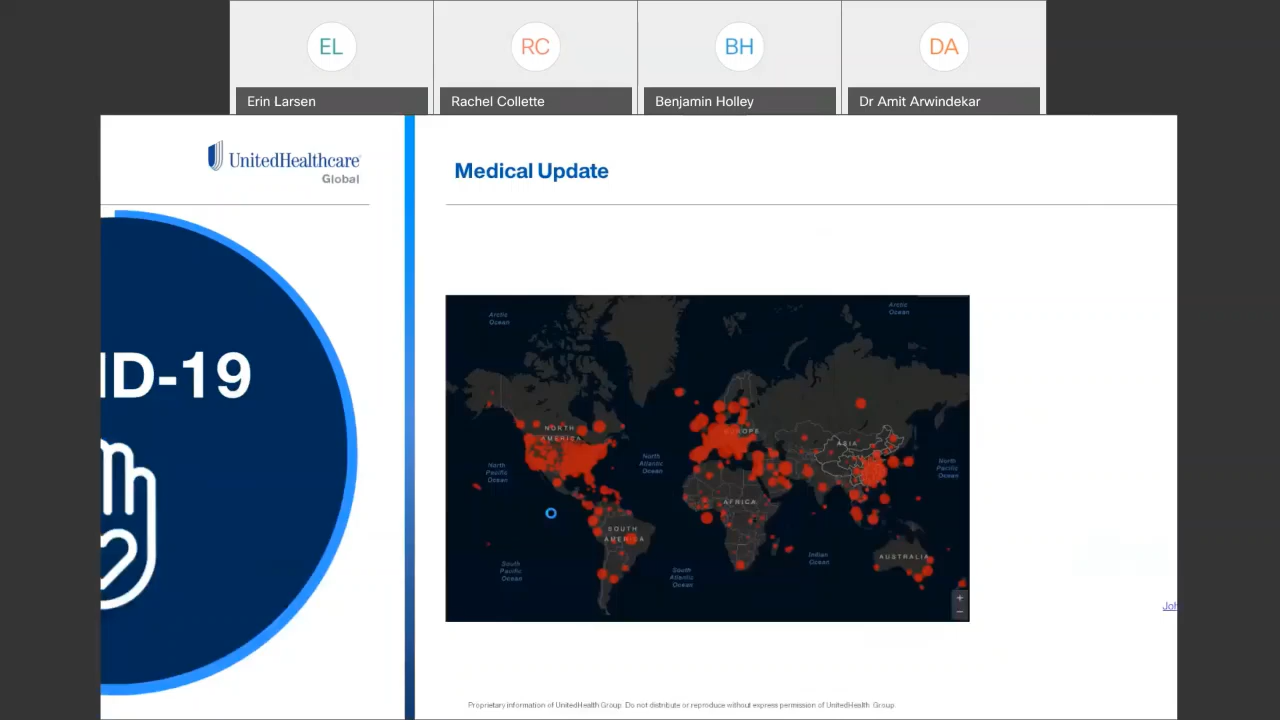 EL
RC
BH
DA
Erin Larsen
Rachel Collette
Benjamin Holley
Dr Amit Arwindekar
UnitedHealthcare
Global
Medical Update
ID-19
Arctic
Ocean
Arctic
Ocean
NORTH
AMERICA
ASIA
North
Pacific
Ocean
North
Atlantic
Ocean
North
Pacific
Ocean
AFRICA
SOUTH
AMERICA
Indian
Ocean
AUSTRALIA
South
Pacific
Ocean
South
Atlantic
Ocean
+
−
Joh
Proprietary information of UnitedHealth Group. Do not distribute or reproduce without express permission of UnitedHealth Group.